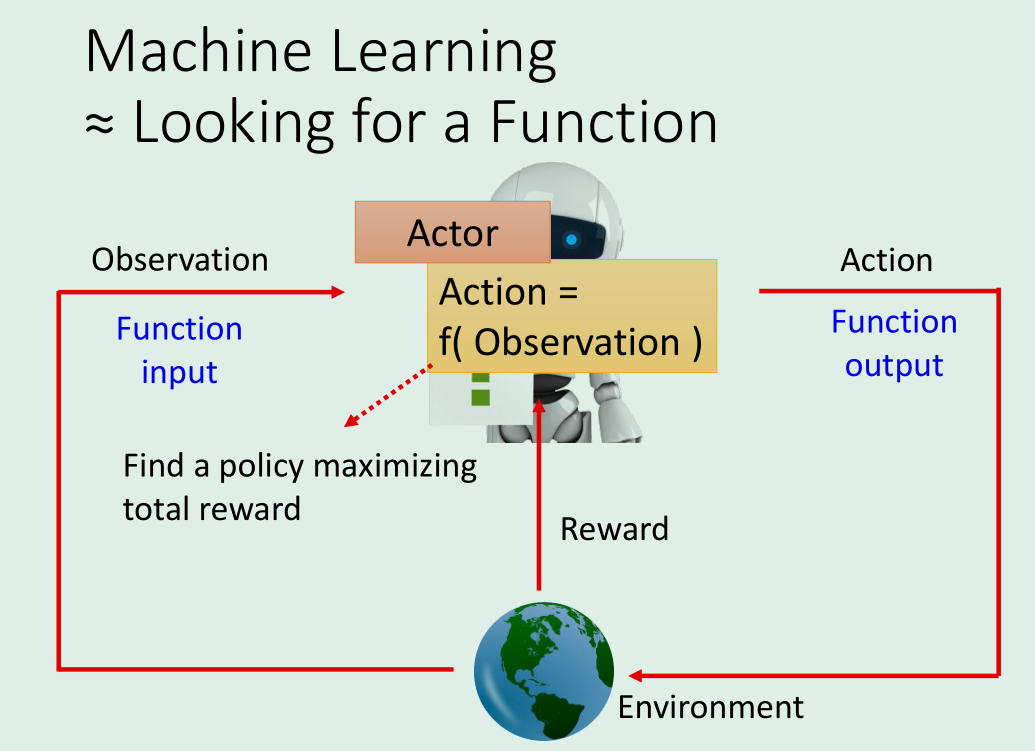 Machine Learning
≈ Looking for a Function
Actor
Observation
Action
Action =
f( Observation )
Function
input
Function
output
Find a policy maximizing
total reward
Reward
Environment